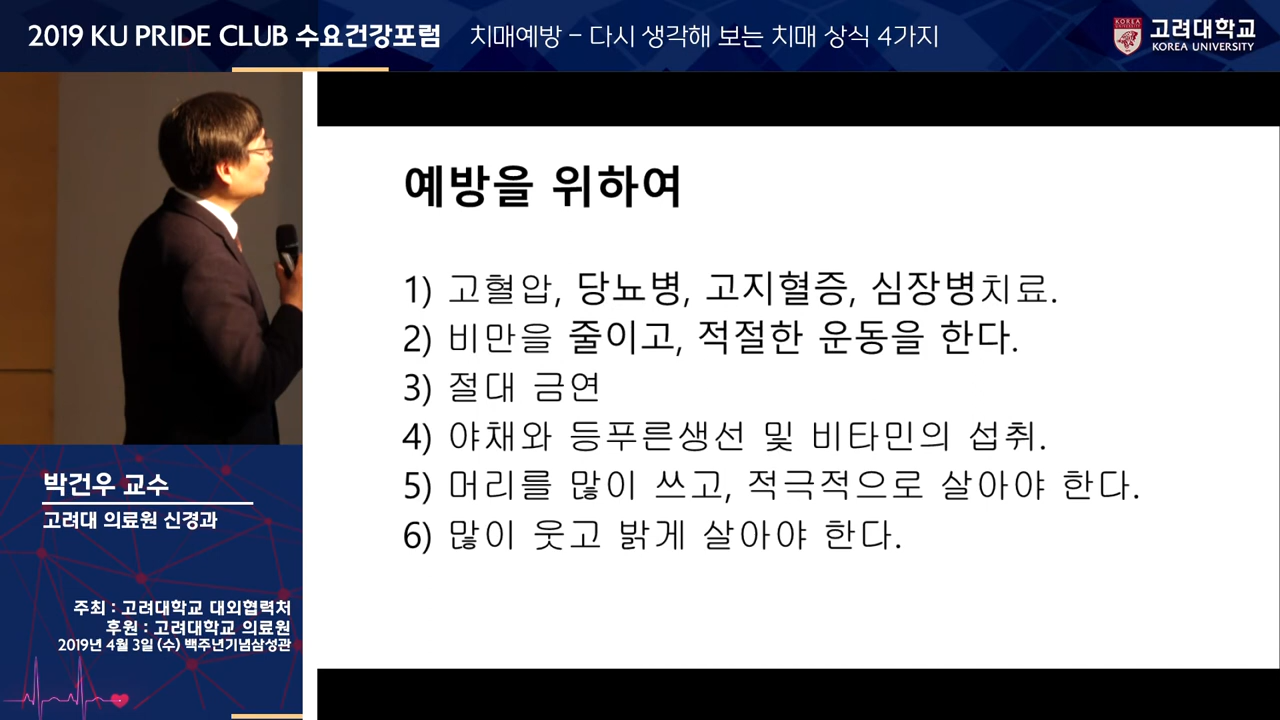 2019 KU PRIDE CLUB 수요건강포럼 치매예방 – 다시 생각해 보는 치매 상식 4가지
KOREA
고려대학교
KOREA UNIVERSITY
예방을 위하여
1) 고혈압, 당뇨병, 고지혈증, 심장병치료.
2) 비만을 줄이고, 적절한 운동을 한다.
3) 절대 금연
4) 야채와 등푸른생선 및 비타민의 섭취.
5) 머리를 많이 쓰고, 적극적으로 살아야 한다.
6) 많이 웃고 밝게 살아야 한다.
박건우 교수
고려대 의료원 신경과
주최 : 고려대학교 대외협력처
후원 : 고려대학교 의료원
2019년 4월 3일 (수) 백주년기념삼성관